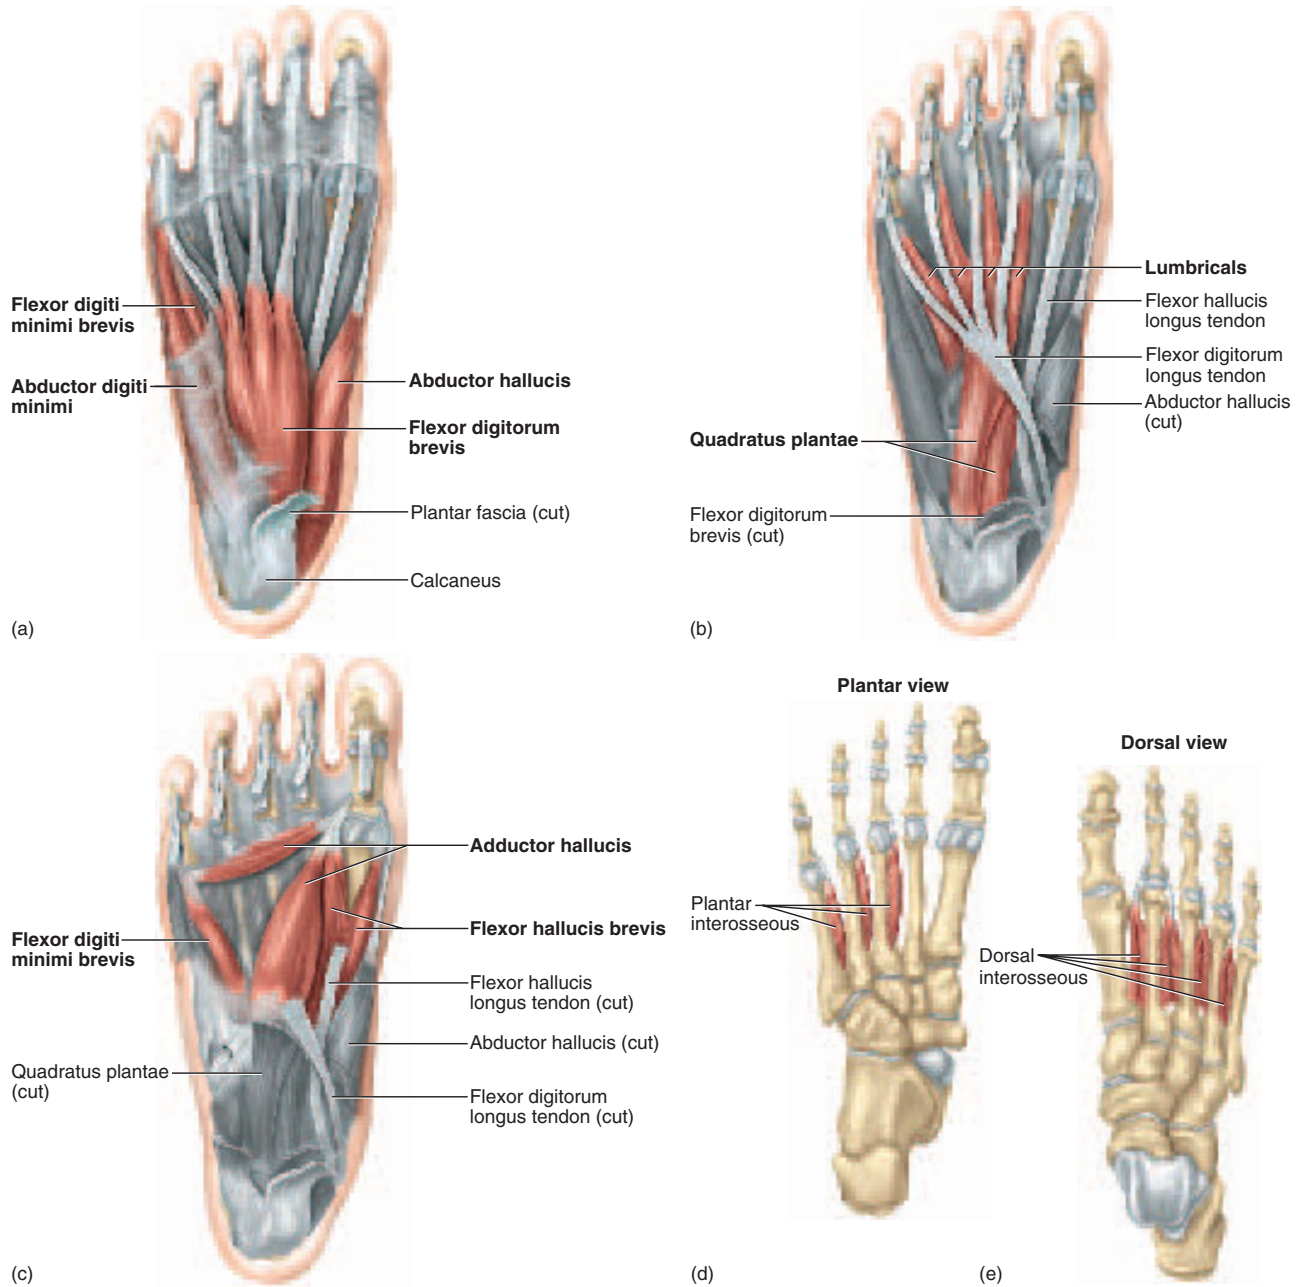 Flexor digiti
minimi brevis
Abductor digiti
minimi
Abductor hallucis
Flexor digitorum
brevis
Plantar fascia (cut)
Calcaneus
(a)
Lumbricals
Flexor hallucis
longus tendon
Flexor digitorum
longus tendon
Abductor hallucis
(cut)
Quadratus plantae
Flexor digitorum
brevis (cut)
(b)
Adductor hallucis
Flexor digiti
minimi brevis
Flexor hallucis brevis
Flexor hallucis
longus tendon (cut)
Abductor hallucis (cut)
Quadratus plantae
(cut)
Flexor digitorum
longus tendon (cut)
(c)
Plantar view
Plantar
interosseous
(d)
Dorsal view
Dorsal
interosseous
(e)